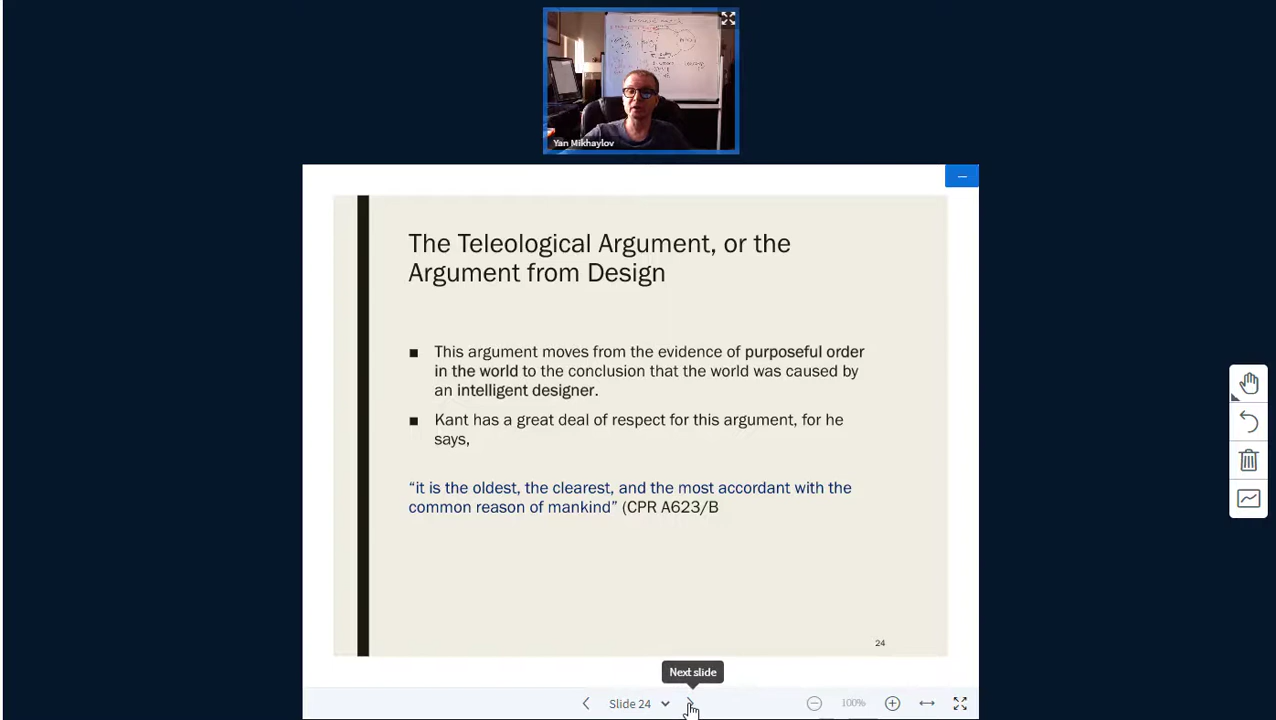 Yan Mikhaylov
The Teleological Argument, or the
Argument from Design
■ This argument moves from the evidence of purposeful order
in the world to the conclusion that the world was caused by
an intelligent designer.
■ Kant has a great deal of respect for this argument, for he
says,
“it is the oldest, the clearest, and the most accordant with the
common reason of mankind” (CPR A623/B
24
Next slide
Slide 24
100%